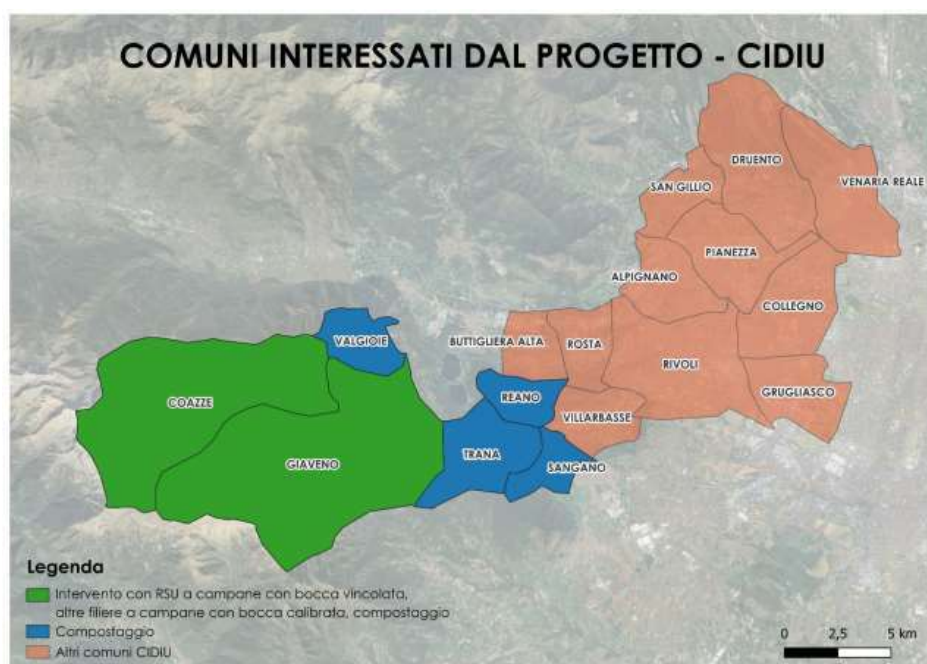 COMUNI INTERESSATI DAL PROGETTO - CIDIU
DRUENTO
SAN GILLIO
VENARIA REALE
PIANEZZA
ALPIGNANO
COLLEGNO
VALGIOIE
BUTTIGLIERA ALTA
ROSTA
RIVOLI
COAZZE
REANO
GRUGLIASCO
VILLARBASSE
TRANA
GIAVENO
SANGANO
Legenda
Intervento con RSU a campane con bocca vincolata,
altre filiere a campane con bocca calibrata, compostaggio
Compostaggio
Altri comuni CIDIU
0 2,5 5 km